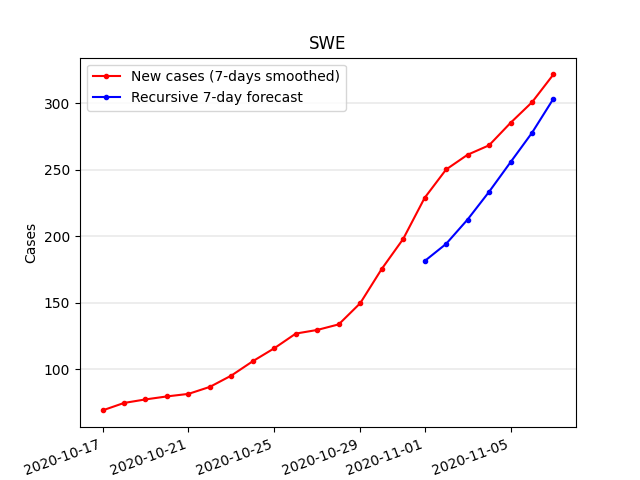 SWE
New cases (7-days smoothed)
Recursive 7-day forecast
Cases
300
250
200
150
100
2020-10-17
2020-10-21
2020-10-25
2020-10-29
2020-11-01
2020-11-05